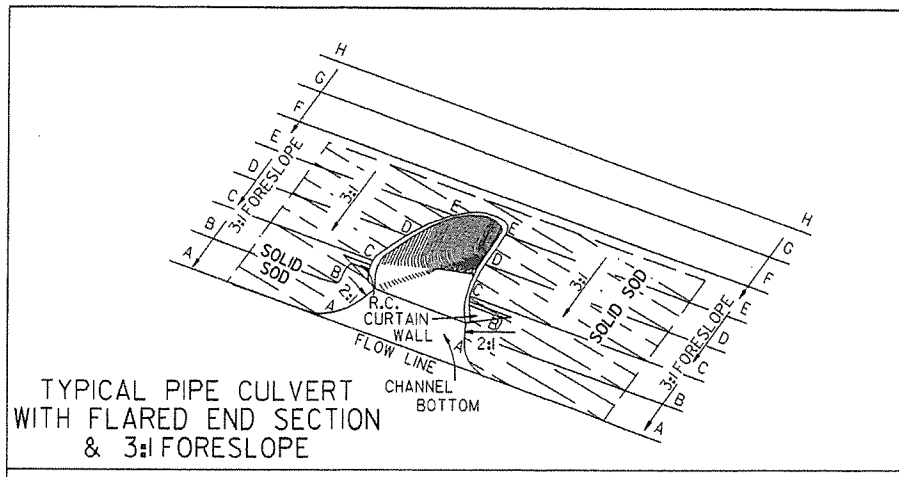 H
G
F
E
D
C
B
A
3:1 FORESLOPE
3:1
SOLID
SOD
E
E
D
D
C
C
B
B
A
A
2:1
2:1
R.C.
CURTAIN
WALL
FLOW LINE
CHANNEL
BOTTOM
3:1
SOLID SOD
H
G
F
E
D
C
B
A
3:1 FORESLOPE
TYPICAL PIPE CULVERT
WITH FLARED END SECTION
& 3:1 FORESLOPE